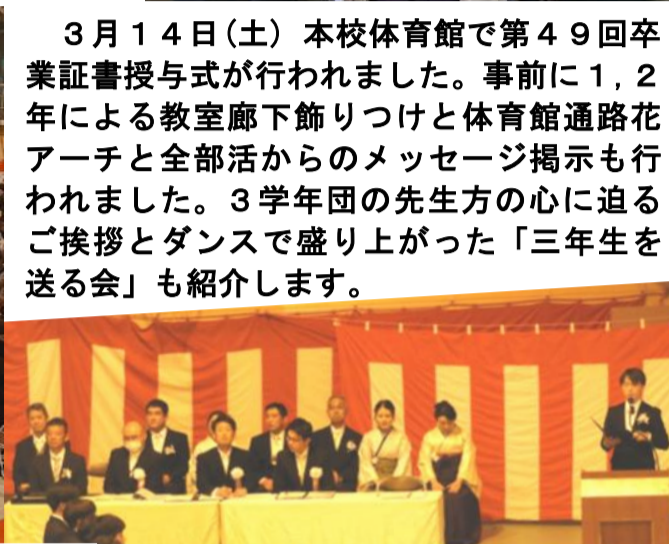 ３月１４日(土) 本校体育館で第４９回卒
業証書授与式が行われました。事前に１，２
年による教室廊下飾りつけと体育館通路花
アーチと全部活からのメッセージ掲示も行
われました。３学年団の先生方の心に迫る
ご挨拶とダンスで盛り上がった「三年生を
送る会」も紹介します。